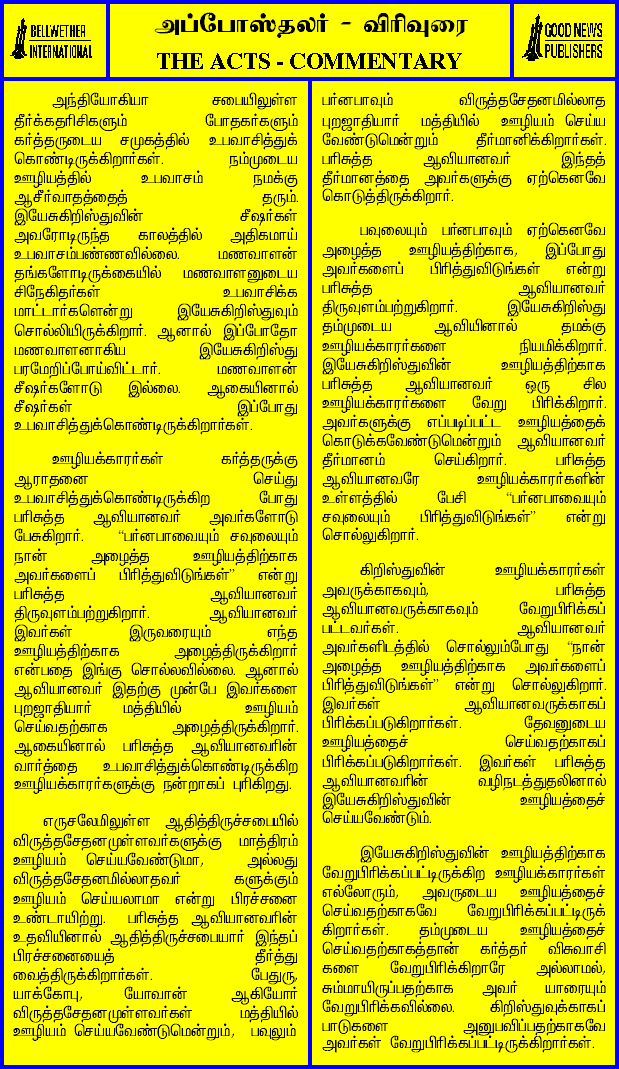 BELLWETHER
INTERNATIONAL
அப்போஸ்தலர் - விரிவுரை
THE ACTS - COMMENTARY
GOOD NEWS
PUBLISHERS
அந்தியோகியா சபையிலுள்ள
தீர்க்கதரிசிகளும் போதகர்களும்
கர்த்தருடைய சமுகத்தில் உபவாசித்துக்
கொண்டிருக்கிறார்கள். நம்முடைய
ஊழியத்தில் உபவாசம் நமக்கு
ஆசீர்வாதத்தைத் தரும்.
இயேசுகிறிஸ்துவின் சீஷர்கள்
அவரோடிருந்த காலத்தில் அதிகமாய்
உபவாசம்பண்ணவில்லை. மணவாளன்
தங்களோடிருக்கையில் மணவாளனுடைய
சிநேகிதர்கள் உபவாசிக்க
மாட்டார்களென்று இயேசுகிறிஸ்துவும்
சொல்லியிருக்கிறார். ஆனால் இப்போதோ
மணவாளனாகிய இயேசுகிறிஸ்து
பரமேறிப்போய்விட்டார். மணவாளன்
சீஷர்களோடு இல்லை. ஆகையினால்
சீஷர்கள் இப்போது
உபவாசித்துக்கொண்டிருக்கிறார்கள்.
ஊழியக்காரர்கள் கர்த்தருக்கு
ஆராதனை செய்து
உபவாசித்துக்கொண்டிருக்கிற போது
பரிசுத்த ஆவியானவர் அவர்களோடு
பேசுகிறார். “பர்னபாவையும் சவுலையும்
நான் அழைத்த ஊழியத்திற்காக
அவர்களைப் பிரித்துவிடுங்கள்” என்று
பரிசுத்த ஆவியானவர்
திருவுளம்பற்றுகிறார். ஆவியானவர்
இவர்கள் இருவரையும் எந்த
ஊழியத்திற்காக அழைத்திருக்கிறார்
என்பதை இங்கு சொல்லவில்லை. ஆனால்
ஆவியானவர் இதற்கு முன்பே இவர்களை
புறஜாதியார் மத்தியில் ஊழியம்
செய்வதற்காக அழைத்திருக்கிறார்.
ஆகையினால் பரிசுத்த ஆவியானவரின்
வார்த்தை உபவாசித்துக்கொண்டிருக்கிற
ஊழியக்காரர்களுக்கு நன்றாகப் புரிகிறது.
எருசலேமிலுள்ள ஆதித்திருச்சபையில்
விருத்தசேதனமுள்ளவர்களுக்கு மாத்திரம்
ஊழியம் செய்யவேண்டுமா, அல்லது
விருத்தசேதனமில்லாதவர் களுக்கும்
ஊழியம் செய்யலாமா என்று பிரச்சனை
உண்டாயிற்று. பரிசுத்த ஆவியானவரின்
உதவியினால் ஆதித்திருச்சபையார் இந்தப்
பிரச்சனையைத் தீர்த்து
வைத்திருக்கிறார்கள். பேதுரு,
யாக்கோபு, யோவான் ஆகியோர்
விருத்தசேதனமுள்ளவர்கள் மத்தியில்
ஊழியம் செய்யவேண்டுமென்றும், பவுலும்
பர்னபாவும் விருத்தசேதனமில்லாத
புறஜாதியார் மத்தியில் ஊழியம் செய்ய
வேண்டுமென்றும் தீர்மானிக்கிறார்கள்.
பரிசுத்த ஆவியானவர் இந்தத்
தீர்மானத்தை அவர்களுக்கு ஏற்கெனவே
கொடுத்திருக்கிறார்.
பவுலையும் பர்னபாவும் ஏற்கெனவே
அழைத்த ஊழியத்திற்காக, இப்போது
அவர்களைப் பிரித்துவிடுங்கள் என்று
பரிசுத்த ஆவியானவர்
திருவுளம்பற்றுகிறார். இயேசுகிறிஸ்து
தம்முடைய ஆவியினால் தமக்கு
ஊழியக்காரர்களை நியமிக்கிறார்.
இயேசுகிறிஸ்துவின் ஊழியத்திற்காக
பரிசுத்த ஆவியானவர் ஒரு சில
ஊழியக்காரர்களை வேறு பிரிக்கிறார்.
அவர்களுக்கு எப்படிப்பட்ட ஊழியத்தைக்
கொடுக்கவேண்டுமென்றும் ஆவியானவர்
தீர்மானம் செய்கிறார். பரிசுத்த
ஆவியானவரே ஊழியக்காரர்களின்
உள்ளத்தில் பேசி “பர்னபாவையும்
சவுலையும் பிரித்துவிடுங்கள்” என்று
சொல்லுகிறார்.
கிறிஸ்துவின் ஊழியக்காரர்கள்
அவருக்காகவும், பரிசுத்த
ஆவியானவருக்காகவும் வேறுபிரிக்கப்
பட்டவர்கள். ஆவியானவர்
அவர்களிடத்தில் சொல்லும்போது “நான்
அழைத்த ஊழியத்திற்காக அவர்களைப்
பிரித்துவிடுங்கள்” என்று சொல்லுகிறார்.
இவர்கள் ஆவியானவருக்காகப்
பிரிக்கப்படுகிறார்கள். தேவனுடைய
ஊழியத்தைச் செய்வதற்காகப்
பிரிக்கப்படுகிறார்கள். இவர்கள் பரிசுத்த
ஆவியானவரின் வழிநடத்துதலினால்
இயேசுகிறிஸ்துவின் ஊழியத்தைச்
செய்யவேண்டும்.
இயேசுகிறிஸ்துவின் ஊழியத்திற்காக
வேறுபிரிக்கப்பட்டிருக்கிற ஊழியக்காரர்கள்
எல்லோரும், அவருடைய ஊழியத்தைச்
செய்வதற்காகவே வேறுபிரிக்கப்பட்டிருக்
கிறார்கள். தம்முடைய ஊழியத்தைச்
செய்வதற்காகத்தான் கர்த்தர் விசுவாசி
களை வேறுபிரிக்கிறாரே அல்லாமல்,
சும்மாயிருப்பதற்காக அவர் யாரையும்
வேறுபிரிக்கவில்லை. கிறிஸ்துவுக்காகப்
பாடுகளை அனுபவிப்பதற்காகவே
அவர்கள் வேறுபிரிக்கப்பட்டிருக்கிறார்கள்.